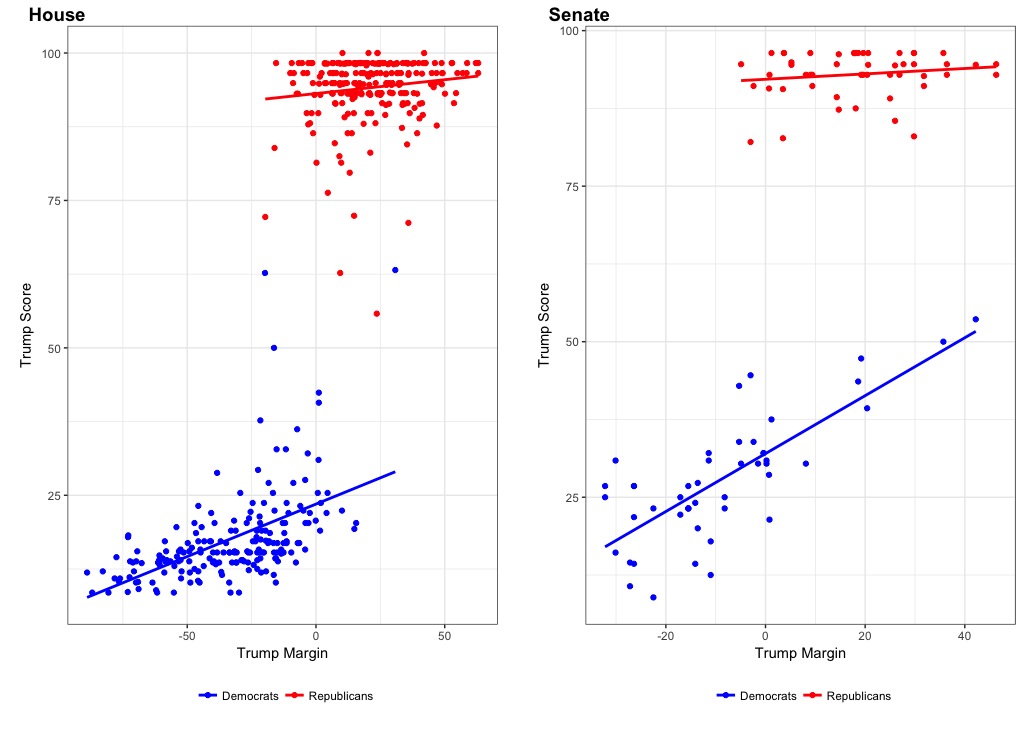 House
Trump Score
100
75
50
25
-50
0
50
Trump Margin
Democrats
Republicans
Senate
Trump Score
100
75
50
25
-20
0
20
40
Trump Margin
Democrats
Republicans